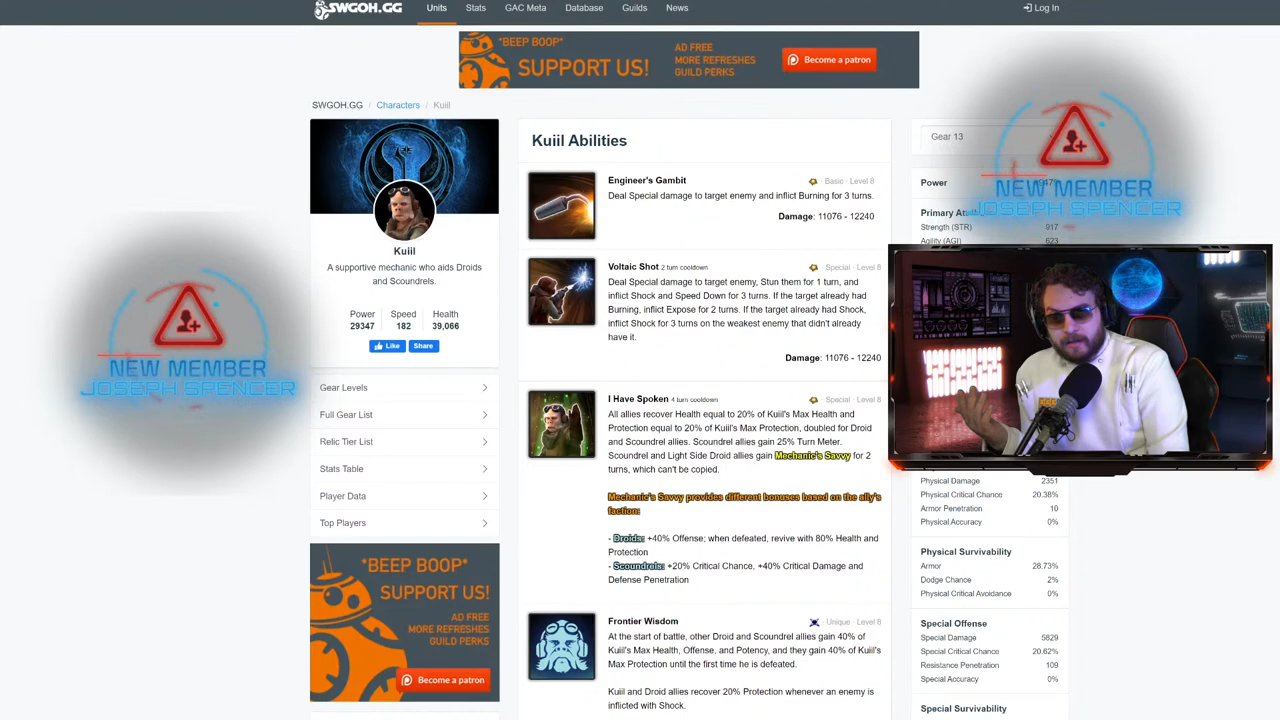 SWGOH.GG
Units
Stats
GAC Meta
Database
Guilds
News
Log In
*BEEP BOOP*
SUPPORT US!
AD FREE
MORE REFRESHES
GUILD PERKS
Become a patron
SWGOH.GG / Characters / Kuiil
Kuiil
A supportive mechanic who aids Droids
and Scoundrels.
Power Speed Health
29347 182 39,066
Like Share
Gear Levels
Full Gear List
Relic Tier List
Stats Table
Player Data
Top Players
*BEEP BOOP*
SUPPORT US!
AD FREE
MORE REFRESHES
GUILD PERKS
Become a patron
NEW MEMBER
JOSEPH SPENCER
Kuiil Abilities
Engineer's Gambit
Basic · Level 8
Deal Special damage to target enemy and inflict Burning for 3 turns.
Damage: 11076 - 12240
Voltaic Shot 2 turn cooldown
Special · Level 8
Deal Special damage to target enemy, Stun them for 1 turn, and
inflict Shock and Speed Down for 3 turns. If the target already had
Burning, inflict Expose for 2 turns. If the target already had Shock,
inflict Shock for 3 turns on the weakest enemy that didn't already
have it.
Damage: 11076 - 12240
I Have Spoken 4 turn cooldown
Special · Level 8
All allies recover Health equal to 20% of Kuiil's Max Health and
Protection equal to 20% of Kuiil's Max Protection, doubled for Droid
and Scoundrel allies. Scoundrel allies gain 25% Turn Meter.
Scoundrel and Light Side Droid allies gain Mechanic's Savvy for 2
turns, which can't be copied.
Mechanic's Savvy provides different bonuses based on the ally's
faction:
- Droids: +40% Offense; when defeated, revive with 80% Health and
Protection
- Scoundrels: +20% Critical Chance, +40% Critical Damage and
Defense Penetration
Frontier Wisdom
Unique · Level 8
At the start of battle, other Droid and Scoundrel allies gain 40% of
Kuiil's Max Health, Offense, and Potency, and they gain 40% of Kuiil's
Max Protection until the first time he is defeated.
Kuiil and Droid allies recover 20% Protection whenever an enemy is
inflicted with Shock.
Gear 13
Power
Primary
Strength (STR) 917
Agility (AGI) 623
NEW MEMBER
JOSEPH SPENCER
Physical Damage 2351
Physical Critical Chance 20.38%
Armor Penetration 10
Physical Accuracy 0%
Physical Survivability
Armor 28.73%
Dodge Chance 2%
Physical Critical Avoidance 0%
Special Offense
Special Damage 5829
Special Critical Chance 20.62%
Resistance Penetration 109
Special Accuracy 0%
Special Survivability